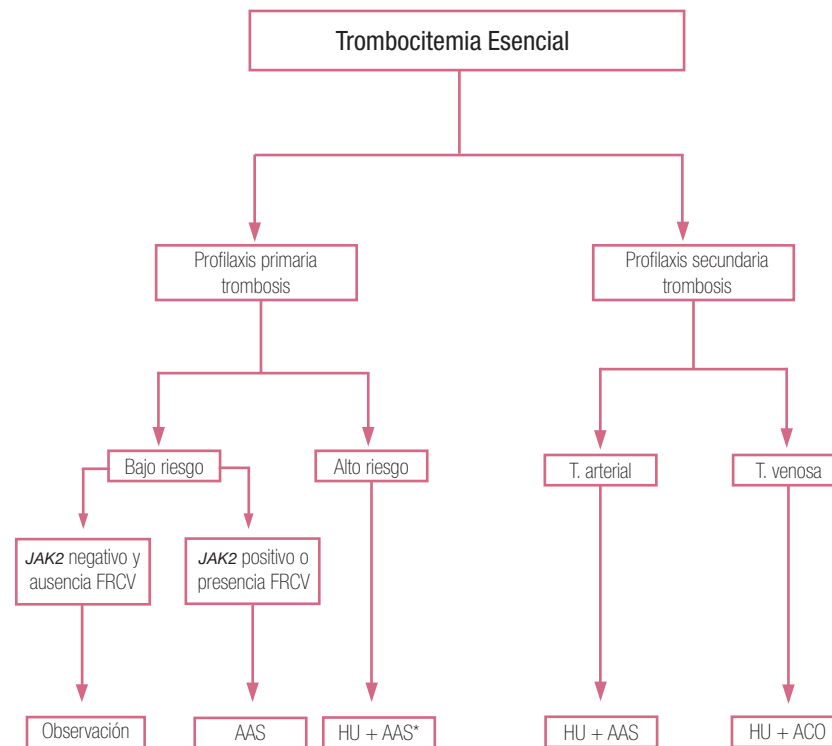 Trombocitemia Esencial
Profilaxis primaria
trombosis
Profilaxis secundaria
trombosis
Bajo riesgo
Alto riesgo
T. arterial
T. venosa
JAK2 negativo y
ausencia FRCV
JAK2 positivo o
presencia FRCV
Observación
AAS
HU + AAS*
HU + AAS
HU + ACO